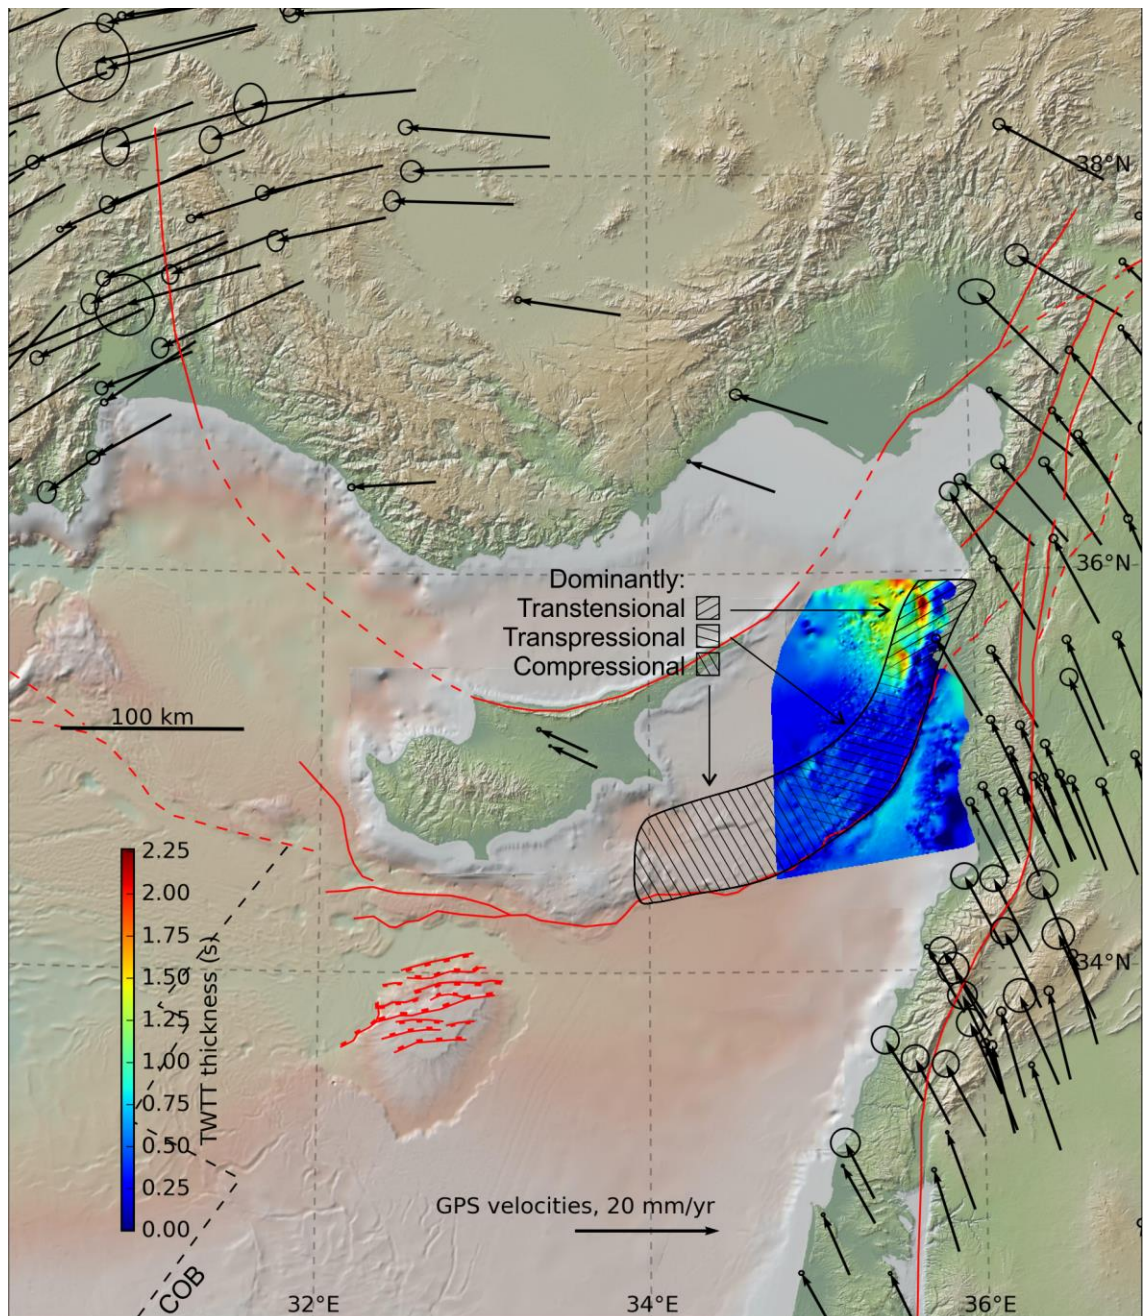 38°N
36°N
Dominantly:
Transtensional
Transpressional
Compressional
100 km
2.25
2.00
1.75
1.50
1.25
1.00
0.75
0.50
0.25
0.00
TWTT thickness (s)
34°N
GPS velocities, 20 mm/yr
COB
32°E
34°E
36°E